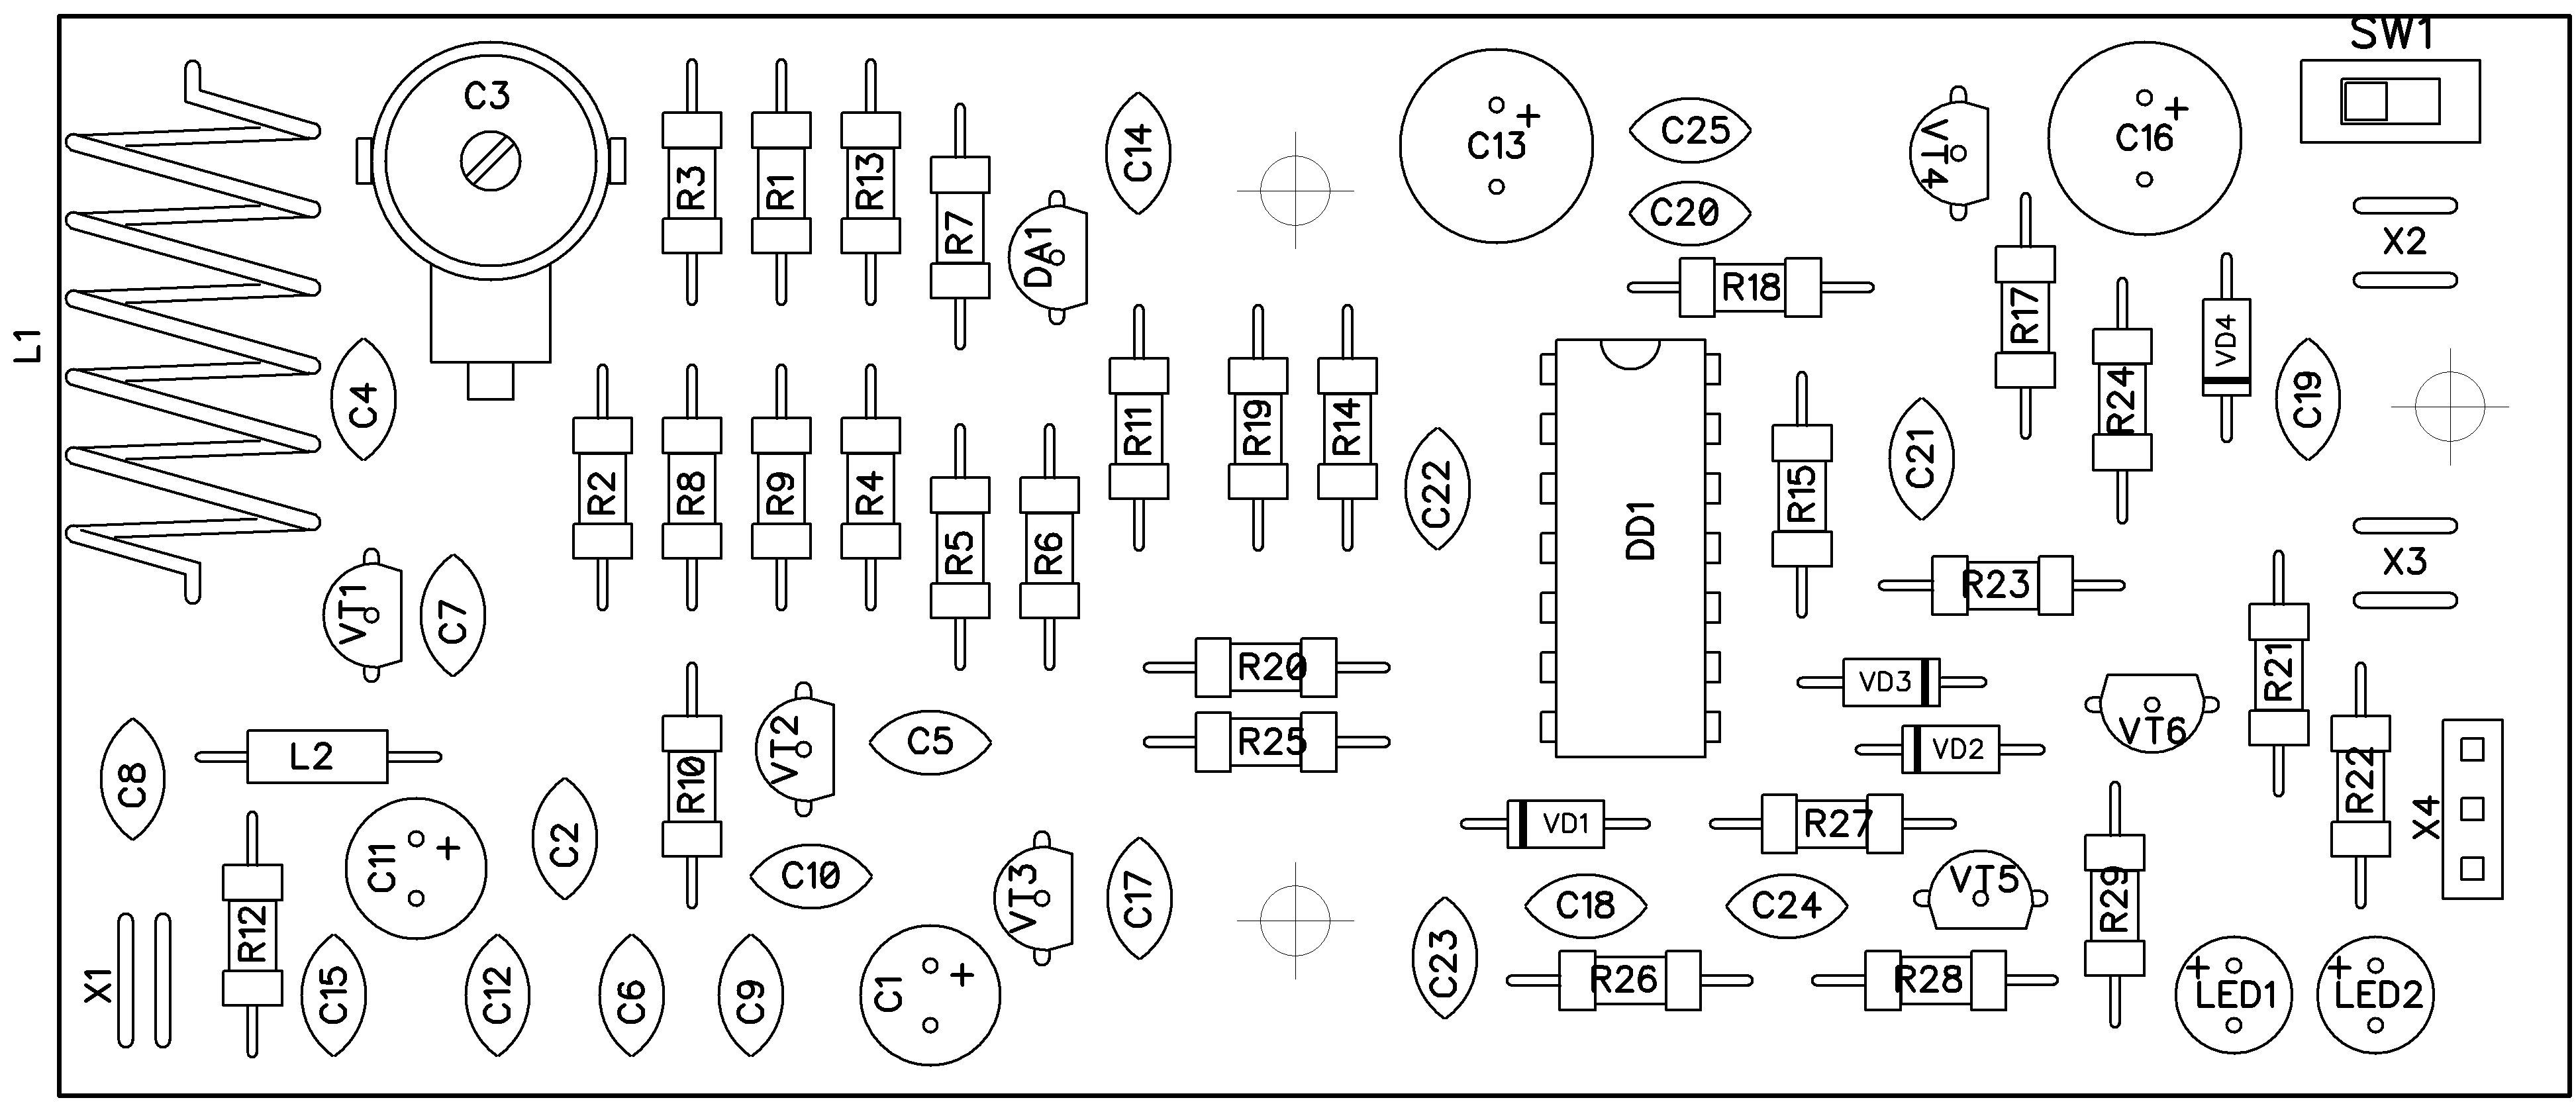 SW1
C3
C14
C13
+
C25
VT4
C16
+
R3
R1
R13
R7
DA1
C20
X2
R18
R17
VD4
L1
C4
R11
R19
R14
R24
C19
C22
C21
R2
R8
R9
R4
R5
R6
DD1
R15
X3
R23
VT1
C7
R20
R25
VD3
VD2
VT6
R21
C8
L2
R10
VT2
C5
R22
X4
C11
+
C2
C10
VD1
R27
VT5
R29
VT3
C17
C18
C24
X1
R12
C15
C12
C6
C9
C1
+
C23
R26
R28
+
LED1
+
LED2